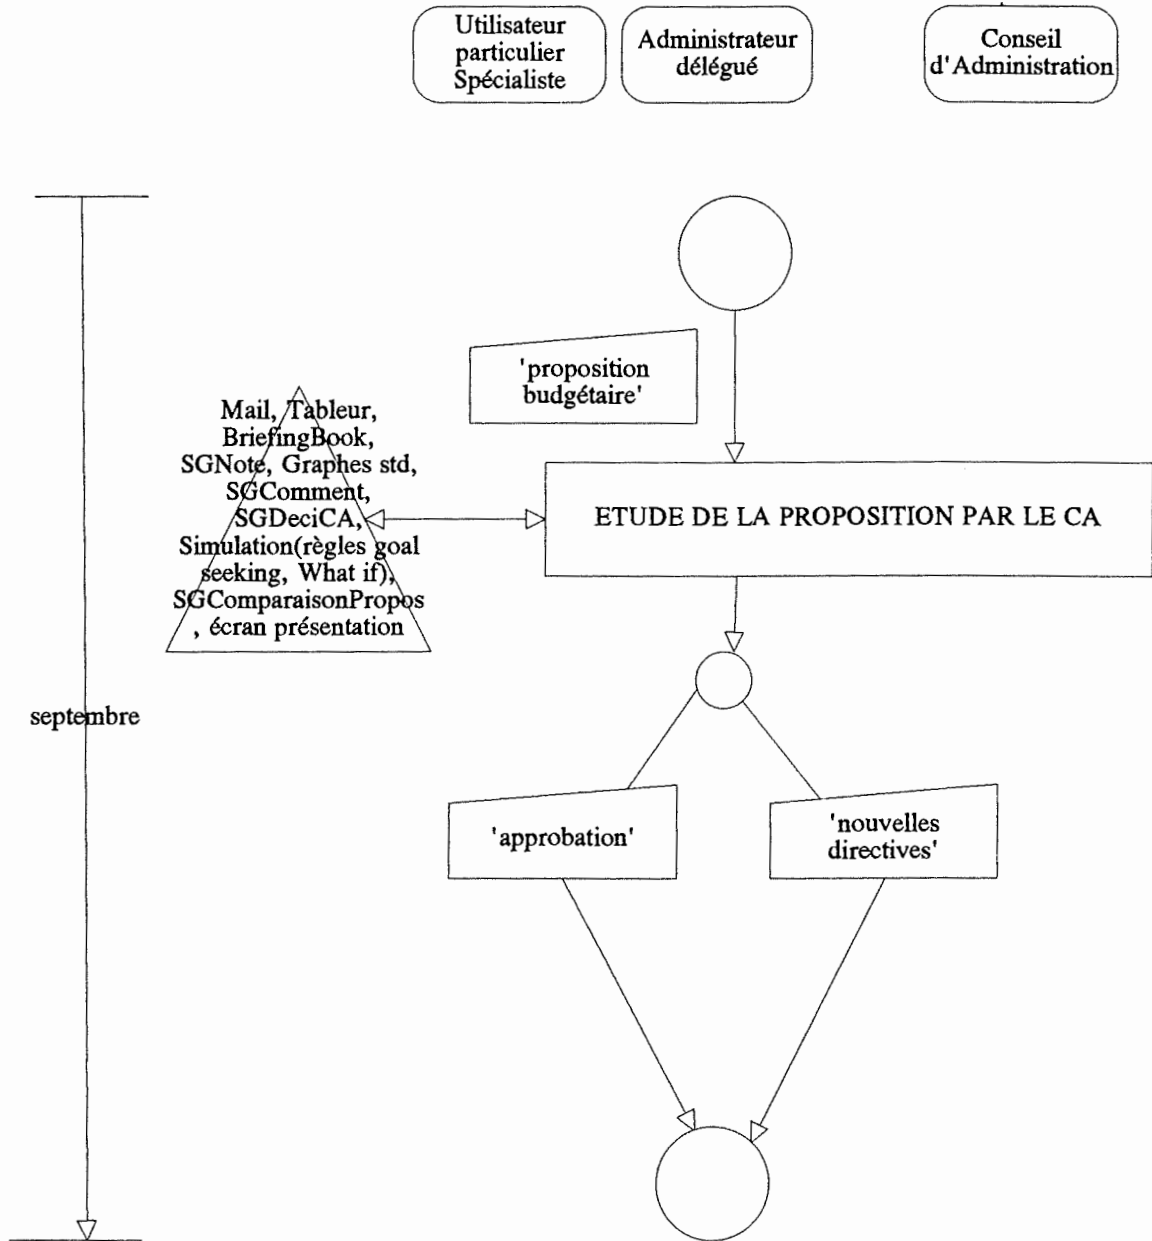 Utilisateur
particulier
Spécialiste
Administrateur
délégué
Conseil
d'Administration
'proposition
budgétaire'
Mail, Tableur,
BriefingBook,
SGNote, Graphes std,
SGComment,
SGDeciCA,
Simulation(règles goal
seeking, What if),
SGComparaisonPropos
, écran présentation
ETUDE DE LA PROPOSITION PAR LE CA
septembre
'approbation'
'nouvelles
directives'